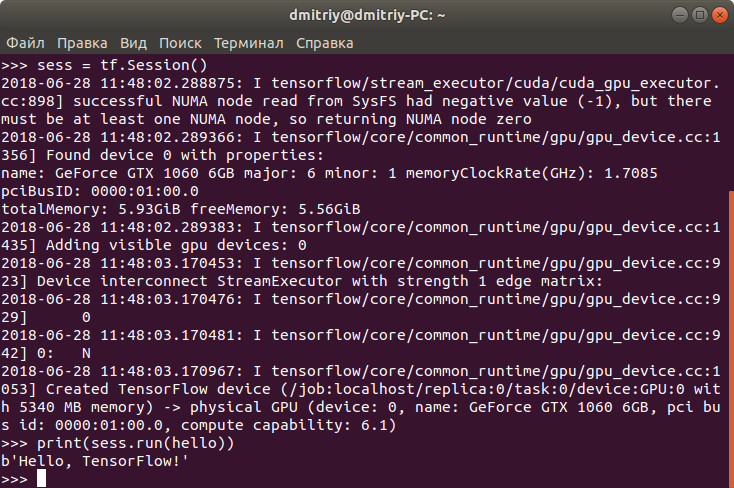 dmitriy@dmitriy-PC: ~
Файл Правка Вид Поиск Терминал Справка
>>> sess = tf.Session()
2018-06-28 11:48:02.288875: I tensorflow/stream_executor/cuda/cuda_gpu_executor.
cc:898] successful NUMA node read from SysFS had negative value (-1), but there
must be at least one NUMA node, so returning NUMA node zero
2018-06-28 11:48:02.289366: I tensorflow/core/common_runtime/gpu/gpu_device.cc:1
356] Found device 0 with properties:
name: GeForce GTX 1060 6GB major: 6 minor: 1 memoryClockRate(GHz): 1.7085
pciBusID: 0000:01:00.0
totalMemory: 5.93GiB freeMemory: 5.56GiB
2018-06-28 11:48:02.289383: I tensorflow/core/common_runtime/gpu/gpu_device.cc:1
435] Adding visible gpu devices: 0
2018-06-28 11:48:03.170453: I tensorflow/core/common_runtime/gpu/gpu_device.cc:9
23] Device interconnect StreamExecutor with strength 1 edge matrix:
2018-06-28 11:48:03.170476: I tensorflow/core/common_runtime/gpu/gpu_device.cc:9
29]      0
2018-06-28 11:48:03.170481: I tensorflow/core/common_runtime/gpu/gpu_device.cc:9
42] 0:   N
2018-06-28 11:48:03.170967: I tensorflow/core/common_runtime/gpu/gpu_device.cc:1
053] Created TensorFlow device (/job:localhost/replica:0/task:0/device:GPU:0 wit
h 5340 MB memory) -> physical GPU (device: 0, name: GeForce GTX 1060 6GB, pci bu
s id: 0000:01:00.0, compute capability: 6.1)
>>> print(sess.run(hello))
b'Hello, TensorFlow!'
>>>